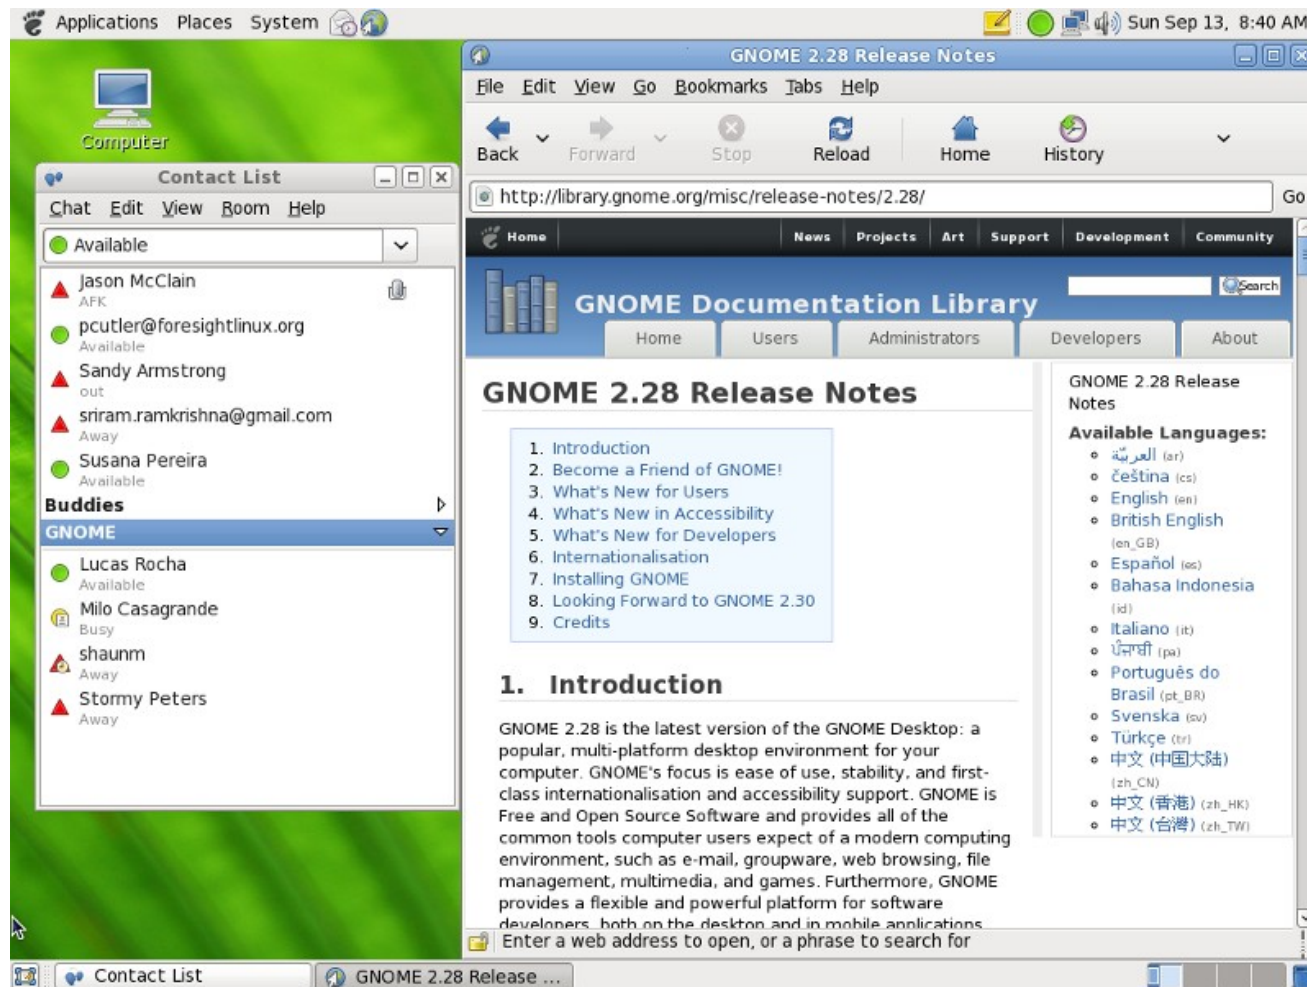 Applications Places System
Sun Sep 13, 8:40 AM
Computer
Contact List
Chat Edit View Room Help
Available
Jason McClain
AFK
pcutler@foresightlinux.org
Available
Sandy Armstrong
out
sriram.ramkrishna@gmail.com
Away
Susana Pereira
Available
Buddies
GNOME
Lucas Rocha
Available
Milo Casagrande
Busy
shaunm
Away
Stormy Peters
Away
GNOME 2.28 Release Notes
File Edit View Go Bookmarks Tabs Help
Back Forward Stop Reload Home History
http://library.gnome.org/misc/release-notes/2.28/ Go
Home News Projects Art Support Development Community
Search
GNOME Documentation Library
Home Users Administrators Developers About
GNOME 2.28 Release Notes
1. Introduction
2. Become a Friend of GNOME!
3. What's New for Users
4. What's New in Accessibility
5. What's New for Developers
6. Internationalisation
7. Installing GNOME
8. Looking Forward to GNOME 2.30
9. Credits
1. Introduction
GNOME 2.28 is the latest version of the GNOME Desktop: a
popular, multi-platform desktop environment for your
computer. GNOME's focus is ease of use, stability, and first-
class internationalisation and accessibility support. GNOME is
Free and Open Source Software and provides all of the
common tools computer users expect of a modern computing
environment, such as e-mail, groupware, web browsing, file
management, multimedia, and games. Furthermore, GNOME
provides a flexible and powerful platform for software
developers, both on the desktop and in mobile applications
GNOME 2.28 Release
Notes
Available Languages:
العربيّة (ar)
čeština (cs)
English (en)
British English
(en_GB)
Español (es)
Bahasa Indonesia
(id)
Italiano (it)
ਪੰਜਾਬੀ (pa)
Português do
Brasil (pt_BR)
Svenska (sv)
Türkçe (tr)
中文 (中国大陆)
(zh_CN)
中文 (香港) (zh_HK)
中文 (台灣) (zh_TW)
Enter a web address to open, or a phrase to search for
Contact List
GNOME 2.28 Release ...